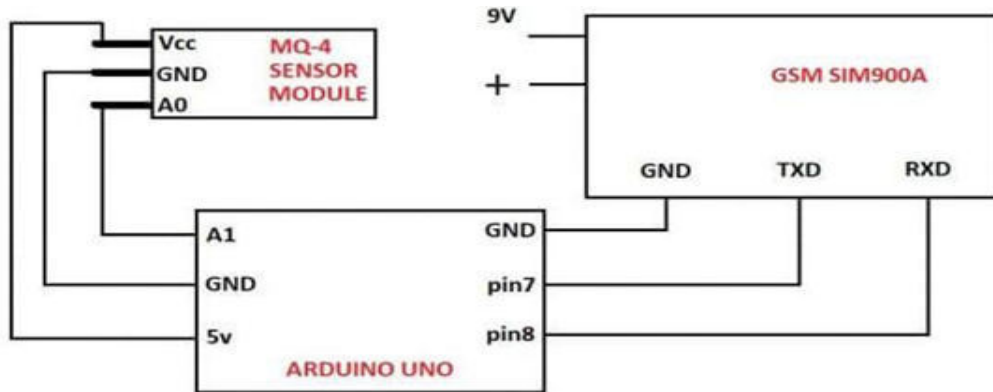 Vcc
GND
A0
MQ-4
SENSOR
MODULE
9V
+
GSM SIM900A
GND
TXD
RXD
A1
GND
5v
GND
pin7
pin8
ARDUINO UNO